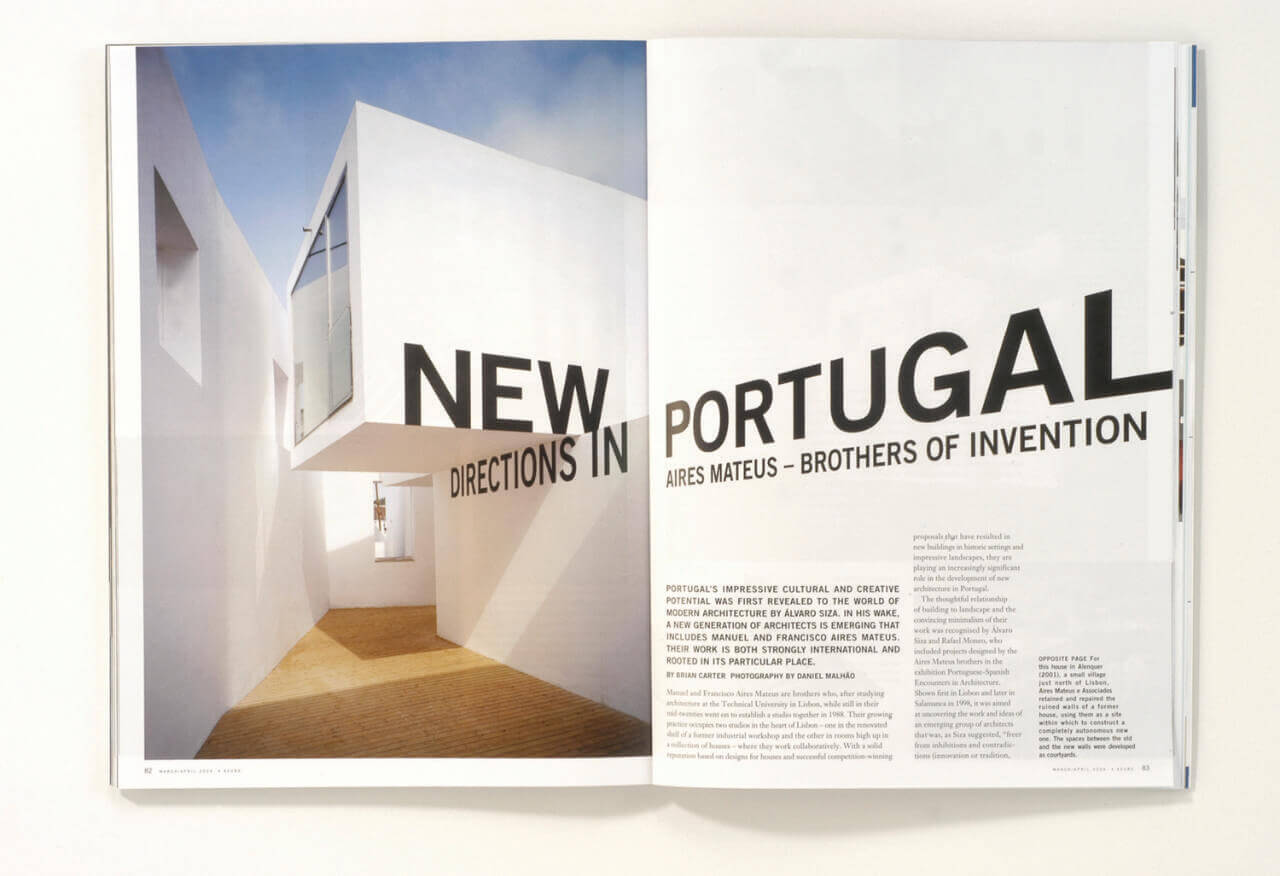 NEW
DIRECTIONS IN
PORTUGAL
AIRES MATEUS – BROTHERS OF INVENTION
PORTUGAL'S IMPRESSIVE CULTURAL AND CREATIVE
POTENTIAL WAS FIRST REVEALED TO THE WORLD OF
MODERN ARCHITECTURE BY ÁLVARO SIZA. IN HIS WAKE,
A NEW GENERATION OF ARCHITECTS IS EMERGING THAT
INCLUDES MANUEL AND FRANCISCO AIRES MATEUS.
THEIR WORK IS BOTH STRONGLY INTERNATIONAL AND
ROOTED IN ITS PARTICULAR PLACE.
BY BRIAN CARTER PHOTOGRAPHY BY DANIEL MALHÃO
Manuel and Francisco Aires Mateus are brothers who, after studying
architecture at the Technical University in Lisbon, while still in their
mid-twenties went on to establish a studio together in 1988. Their growing
practice occupies two studios in the heart of Lisbon – one in the renovated
shell of a former industrial workshop and the other in rooms high up in
a collection of houses – where they work collaboratively. With a solid
reputation based on designs for houses and successful competition-winning
proposals that have resulted in
new buildings in historic settings and
impressive landscapes, they are
playing an increasingly significant
role in the development of new
architecture in Portugal.
The thoughtful relationship
of building to landscape and the
convincing minimalism of their
work was recognised by Álvaro
Siza and Rafael Moneo, who
included projects designed by the
Aires Mateus brothers in the
exhibition Portuguese-Spanish
Encounters in Architecture.
Shown first in Lisbon and later in
Salamanca in 1998, it was aimed
at uncovering the work and ideas of
an emerging group of architects
that was, as Siza suggested, "freer
from inhibitions and contradic-
tions (innovation or tradition,
OPPOSITE PAGE For
this house in Alenquer
(2001), a small village
just north of Lisbon,
Aires Mateus e Associados
retained and repaired the
ruined walls of a former
house, using them as a site
within which to construct a
completely autonomous new
one. The spaces between the old
and the new walls were developed
as courtyards.
82 MARCH/APRIL
MARCH/APRIL 83